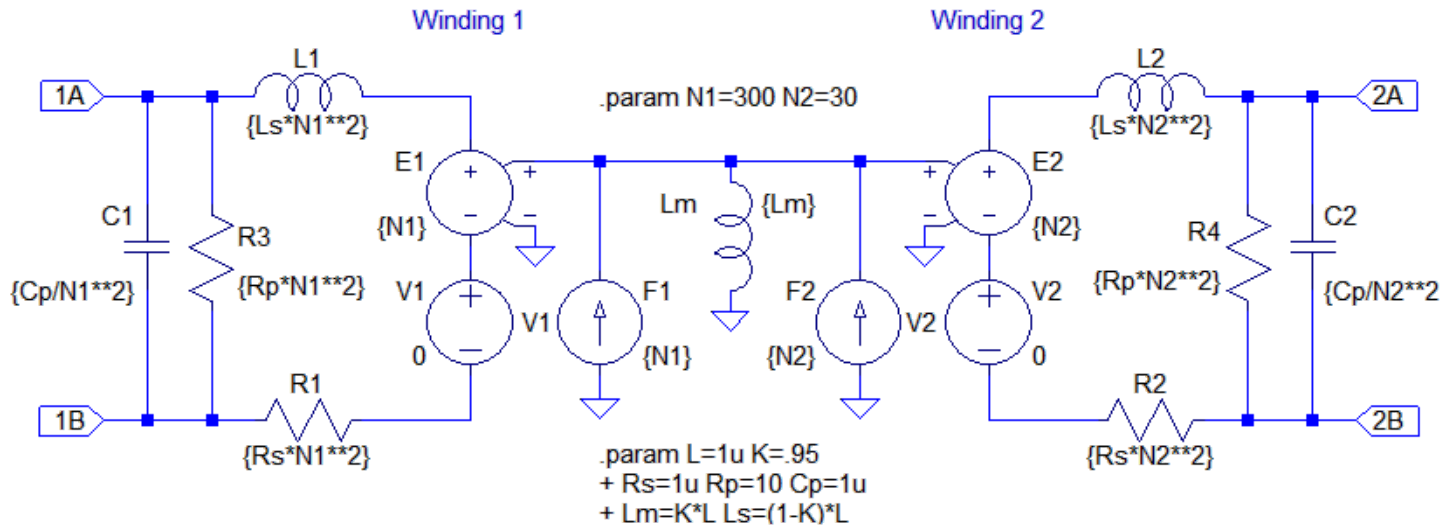 Winding 1
Winding 2
L1
L2
1A
.param N1=300 N2=30
2A
{Ls*N1**2}
{Ls*N2**2}
E1
+
+
+
+
E2
Lm
{Lm}
C1
-
-
-
-
R3
{N1}
{N2}
R4
C2
{Cp/N1**2}
{Rp*N1**2}
V1
+
F1
F2
+
V2
{Rp*N2**2}
{Cp/N2**2
V1
V2
0
{N1}
{N2}
0
R1
R2
1B
2B
{Rs*N1**2}
{Rs*N2**2}
.param L=1u K=.95
+ Rs=1u Rp=10 Cp=1u
+ Lm=K*L Ls=(1-K)*L